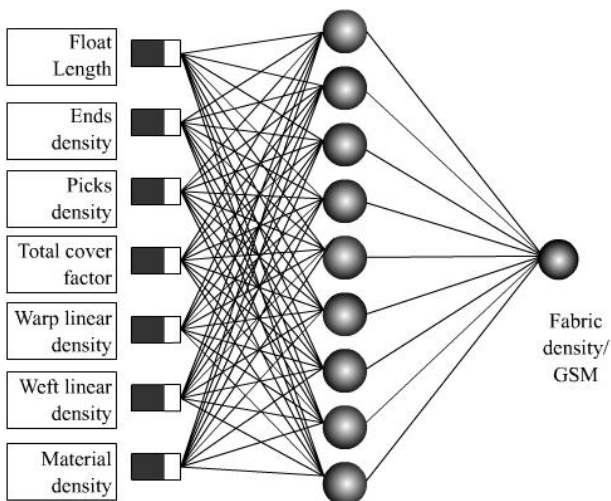 Float
Length
Ends
density
Picks
density
Total cover
factor
Warp linear
density
Weft linear
density
Material
density
Fabric
density/
GSM